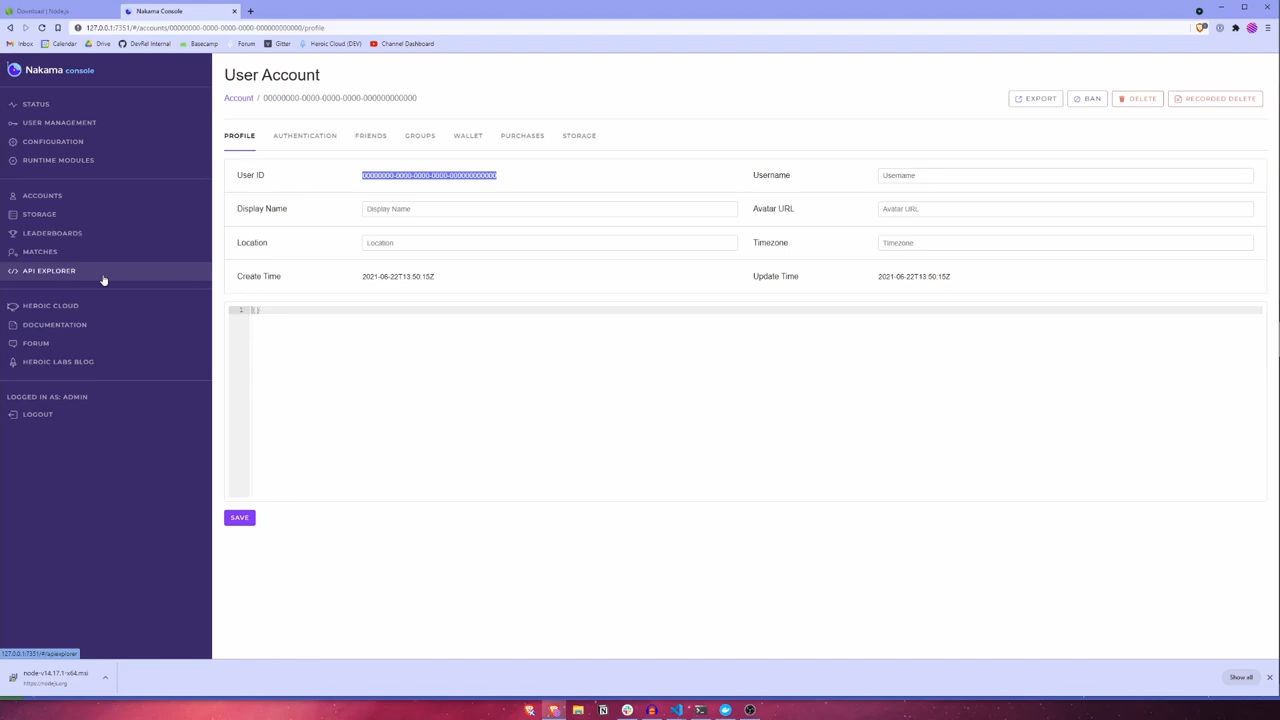 Download | Node.js
Nakama Console
127.0.0.1:7351/#/accounts/00000000-0000-0000-0000-000000000000/profile
Inbox Calendar Drive DevRel Internal Basecamp Forum Gitter Heroic Cloud (DEV) Channel Dashboard
Nakama console
STATUS
USER MANAGEMENT
CONFIGURATION
RUNTIME MODULES
ACCOUNTS
STORAGE
LEADERBOARDS
MATCHES
API EXPLORER
HEROIC CLOUD
DOCUMENTATION
FORUM
HEROIC LABS BLOG
LOGGED IN AS: ADMIN
LOGOUT
User Account
Account / 00000000-0000-0000-0000-000000000000
EXPORT BAN DELETE RECORDED DELETE
PROFILE AUTHENTICATION FRIENDS GROUPS WALLET PURCHASES STORAGE
User ID 00000000-0000-0000-0000-000000000000 Username Username
Display Name Display Name Avatar URL Avatar URL
Location Location Timezone Timezone
Create Time 2021-06-22T13:50:15Z Update Time 2021-06-22T13:50:15Z
1 {}
SAVE
127.0.0.1:7351/#/apiexplorer
node-v14.17.1-x64.msi
https://nodejs.org
Show all